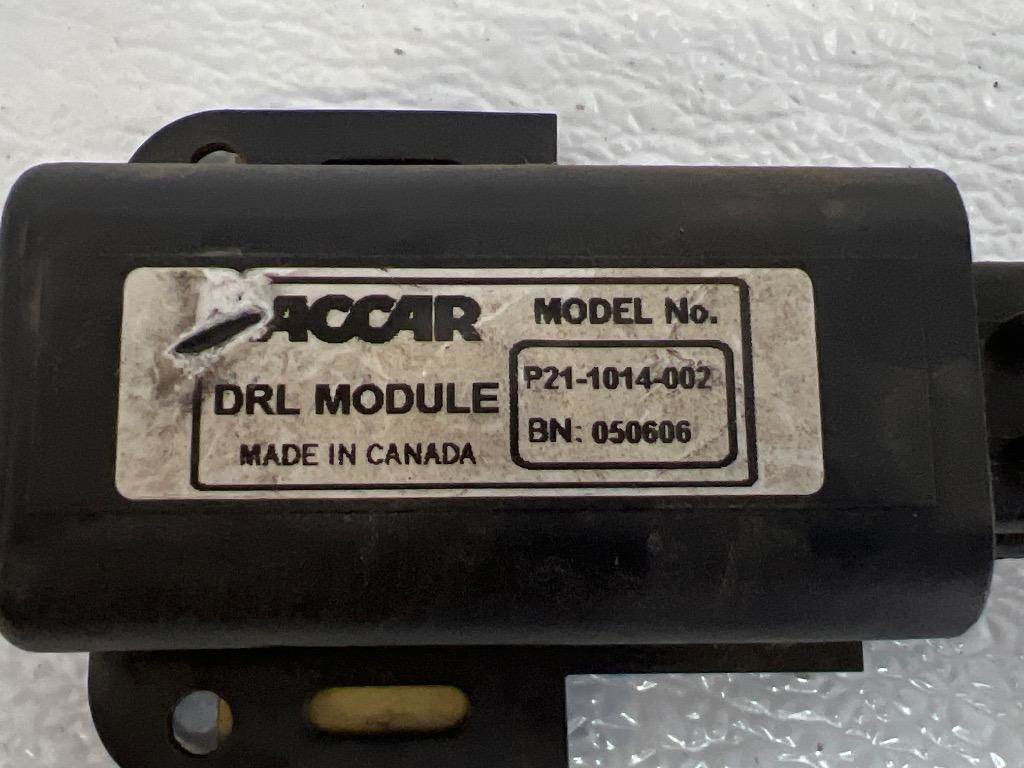 ACCAR
DRL MODULE
MADE IN CANADA
MODEL No.
P21-1014-002
BN: 050606